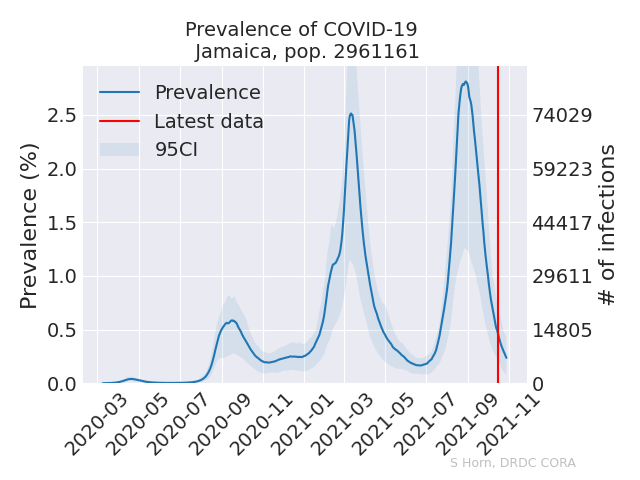 Prevalence of COVID-19
Jamaica, pop. 2961161
Prevalence
Latest data
95CI
Prevalence (%)
2.5
2.0
1.5
1.0
0.5
0.0
74029
59223
44417
29611
14805
0
# of infections
2020-03
2020-05
2020-07
2020-09
2020-11
2021-01
2021-03
2021-05
2021-07
2021-09
2021-11
S Horn, DRDC CORA